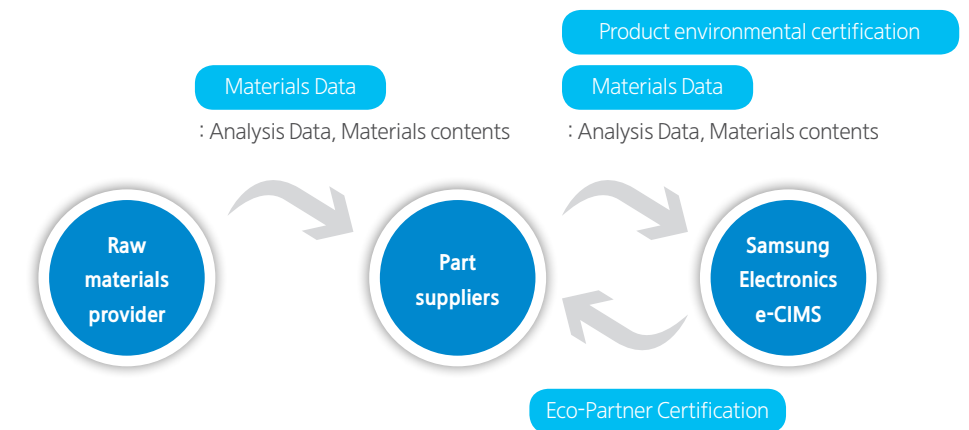 Product environmental certification
Materials Data
: Analysis Data, Materials contents
Materials Data
: Analysis Data, Materials contents
Raw
materials
provider
Part
suppliers
Samsung
Electronics
e-CIMS
Eco-Partner Certification